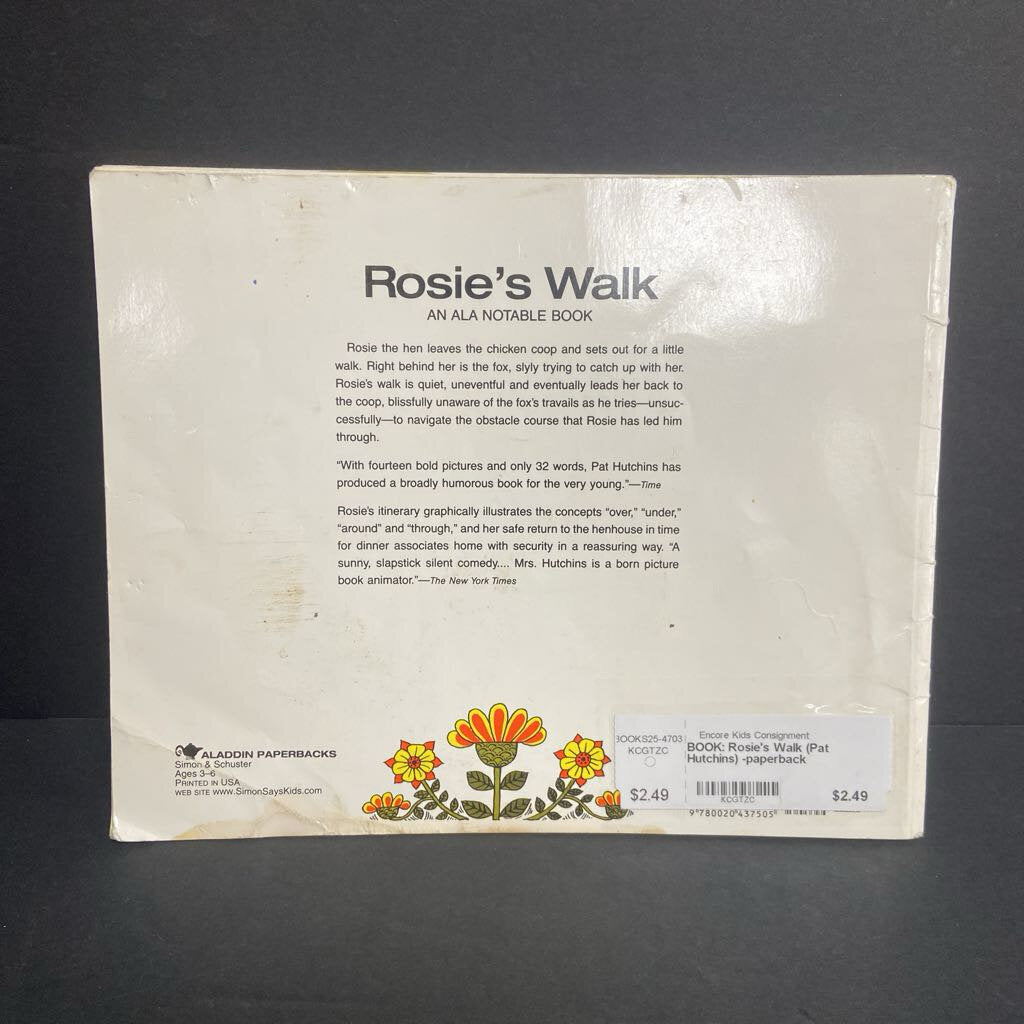 Rosie's Walk
AN ALA NOTABLE BOOK
Rosie the hen leaves the chicken coop and sets out for a little
walk. Right behind her is the fox, slyly trying to catch up with her.
Rosie's walk is quiet, uneventful and eventually leads her back to
the coop, blissfully unaware of the fox's travails as he tries—unsuc-
cessfully—to navigate the obstacle course that Rosie has led him
through.
“With fourteen bold pictures and only 32 words, Pat Hutchins has
produced a broadly humorous book for the very young.”—Time
Rosie's itinerary graphically illustrates the concepts “over,” “under,”
“around” and “through,” and her safe return to the henhouse in time
for dinner associates home with security in a reassuring way. “A
sunny, slapstick silent comedy.... Mrs. Hutchins is a born picture
book animator.”—The New York Times
ALADDIN PAPERBACKS
Simon & Schuster
Ages 3–6
PRINTED IN USA
WEB SITE www.SimonSaysKids.com
BOOKS25-4703
KCGTZC
$2.49
Encore Kids Consignment
BOOK: Rosie's Walk (Pat
Hutchins) -paperback
KCGTZC
$2.49
9 780020 437505